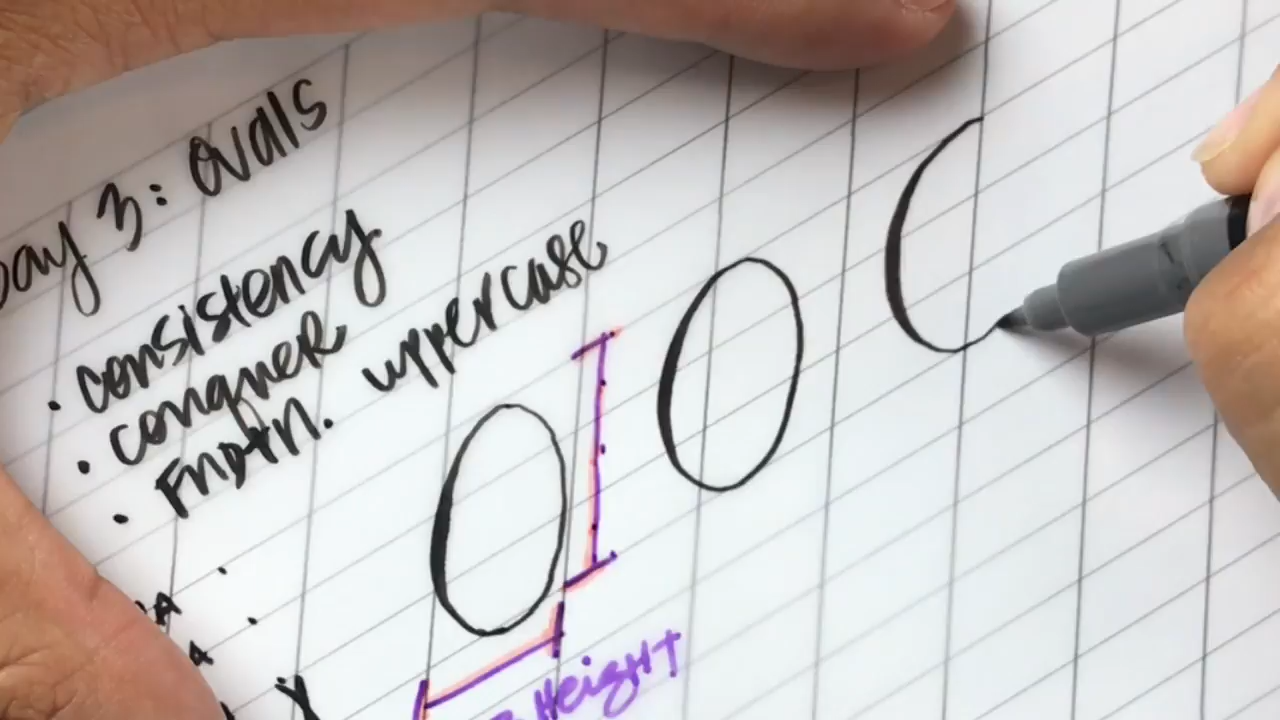 Day 3: Ovals
• consistency
• conquer uppercase
• FNDTN.
Height